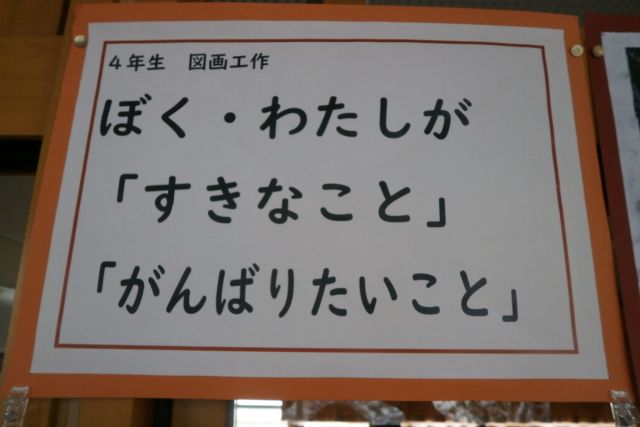 4年生　図画工作
ぼく・わたしが
「すきなこと」
「がんばりたいこと」